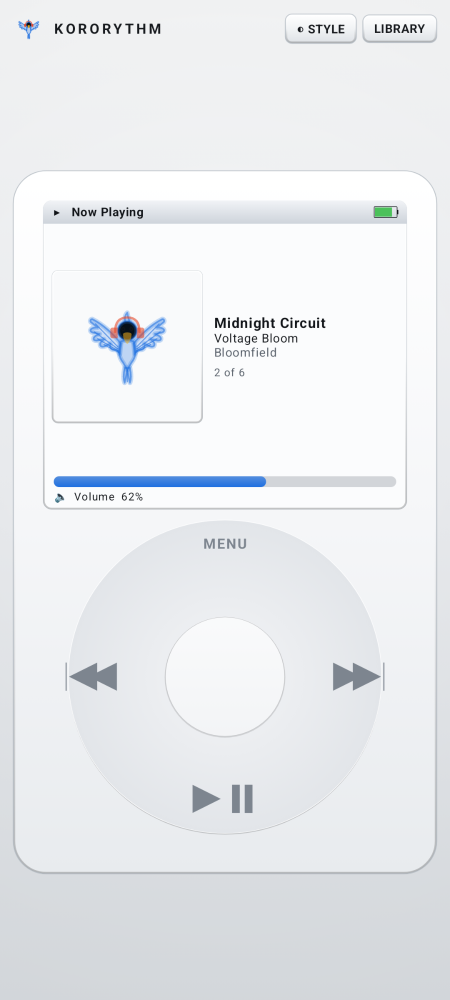 KORORYTHM
STYLE
LIBRARY
Now Playing
Midnight Circuit
Voltage Bloom
Bloomfield
2 of 6
Volume 62%
MENU